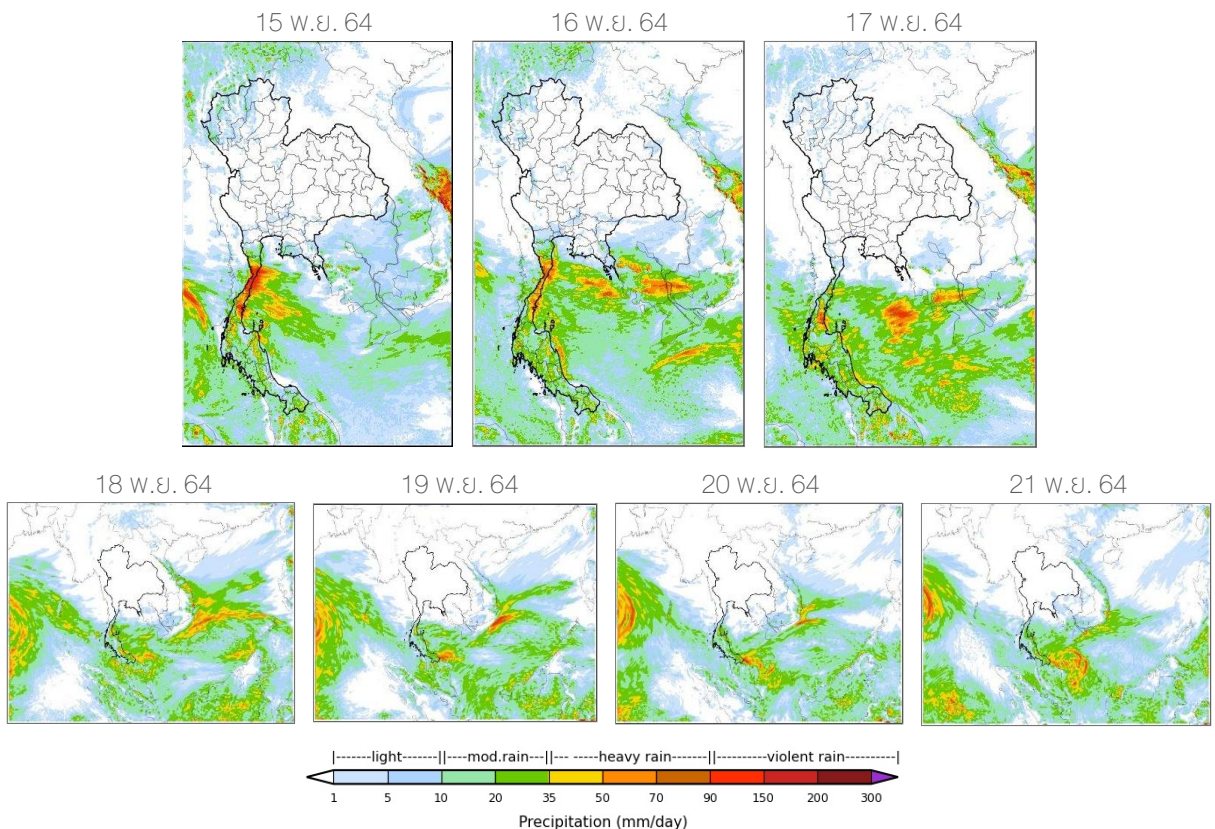 15 พ.ย. 64
16 พ.ย. 64
17 พ.ย. 64
18 พ.ย. 64
19 พ.ย. 64
20 พ.ย. 64
21 พ.ย. 64
|-------light--------||----mod.rain--||--- -------heavy rain-------||---------violent rain-----------|
1 5 10 20 35 50 70 90 150 200 300
Precipitation (mm/day)